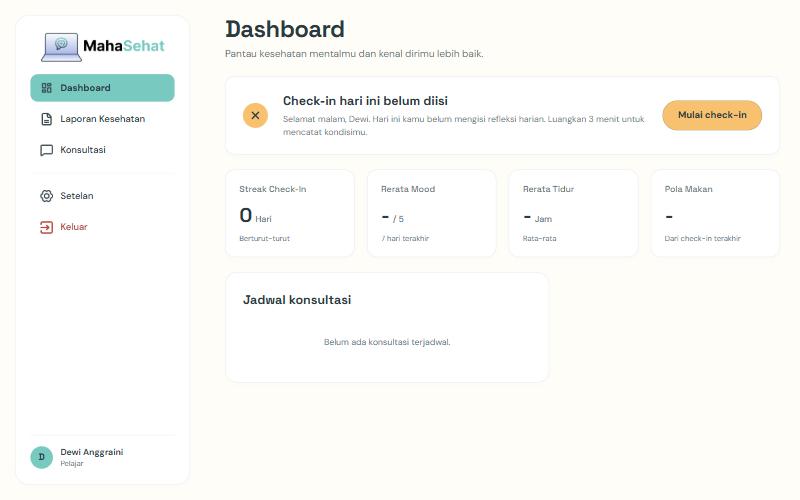 MahaSehat
Dashboard
Laporan Kesehatan
Konsultasi
Setelan
Keluar
D
Dewi Anggraini
Pelajar
Dashboard
Pantau kesehatan mentalmu dan kenal dirimu lebih baik.
Check-in hari ini belum diisi
Selamat malam, Dewi. Hari ini kamu belum mengisi refleksi harian. Luangkan 3 menit untuk
mencatat kondisimu.
Mulai check-in
Streak Check-In
0 Hari
Berturut-turut
Rerata Mood
- / 5
7 hari terakhir
Rerata Tidur
- Jam
Rata-rata
Pola Makan
-
Dari check-in terakhir
Jadwal konsultasi
Belum ada konsultasi terjadwal.